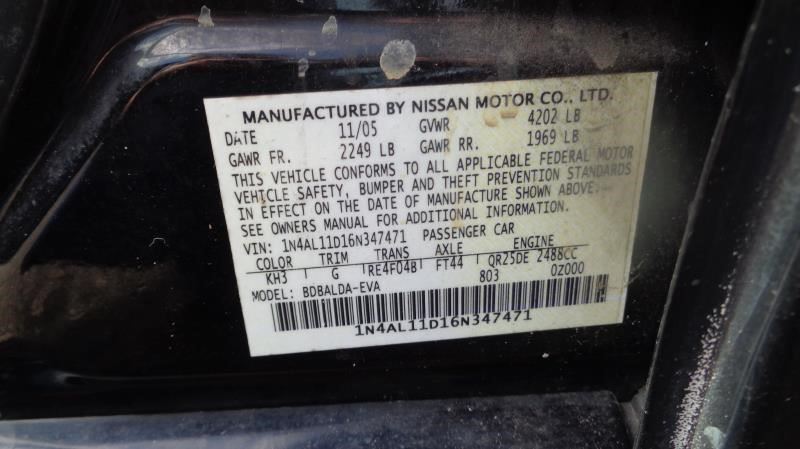 MANUFACTURED BY NISSAN MOTOR CO., LTD.
DATE 11/05 GVWR 4202 LB
GAWR FR. 2249 LB GAWR RR. 1969 LB
THIS VEHICLE CONFORMS TO ALL APPLICABLE FEDERAL MOTOR
VEHICLE SAFETY, BUMPER AND THEFT PREVENTION STANDARDS
IN EFFECT ON THE DATE OF MANUFACTURE SHOWN ABOVE.
SEE OWNERS MANUAL FOR ADDITIONAL INFORMATION.
VIN: 1N4AL11D16N347471 PASSENGER CAR
COLOR TRIM TRANS AXLE ENGINE
KH3 G RE4F04B FT44 QR25DE 2488CC
MODEL: BDBALDA-EVA 803 0Z000
1N4AL11D16N347471